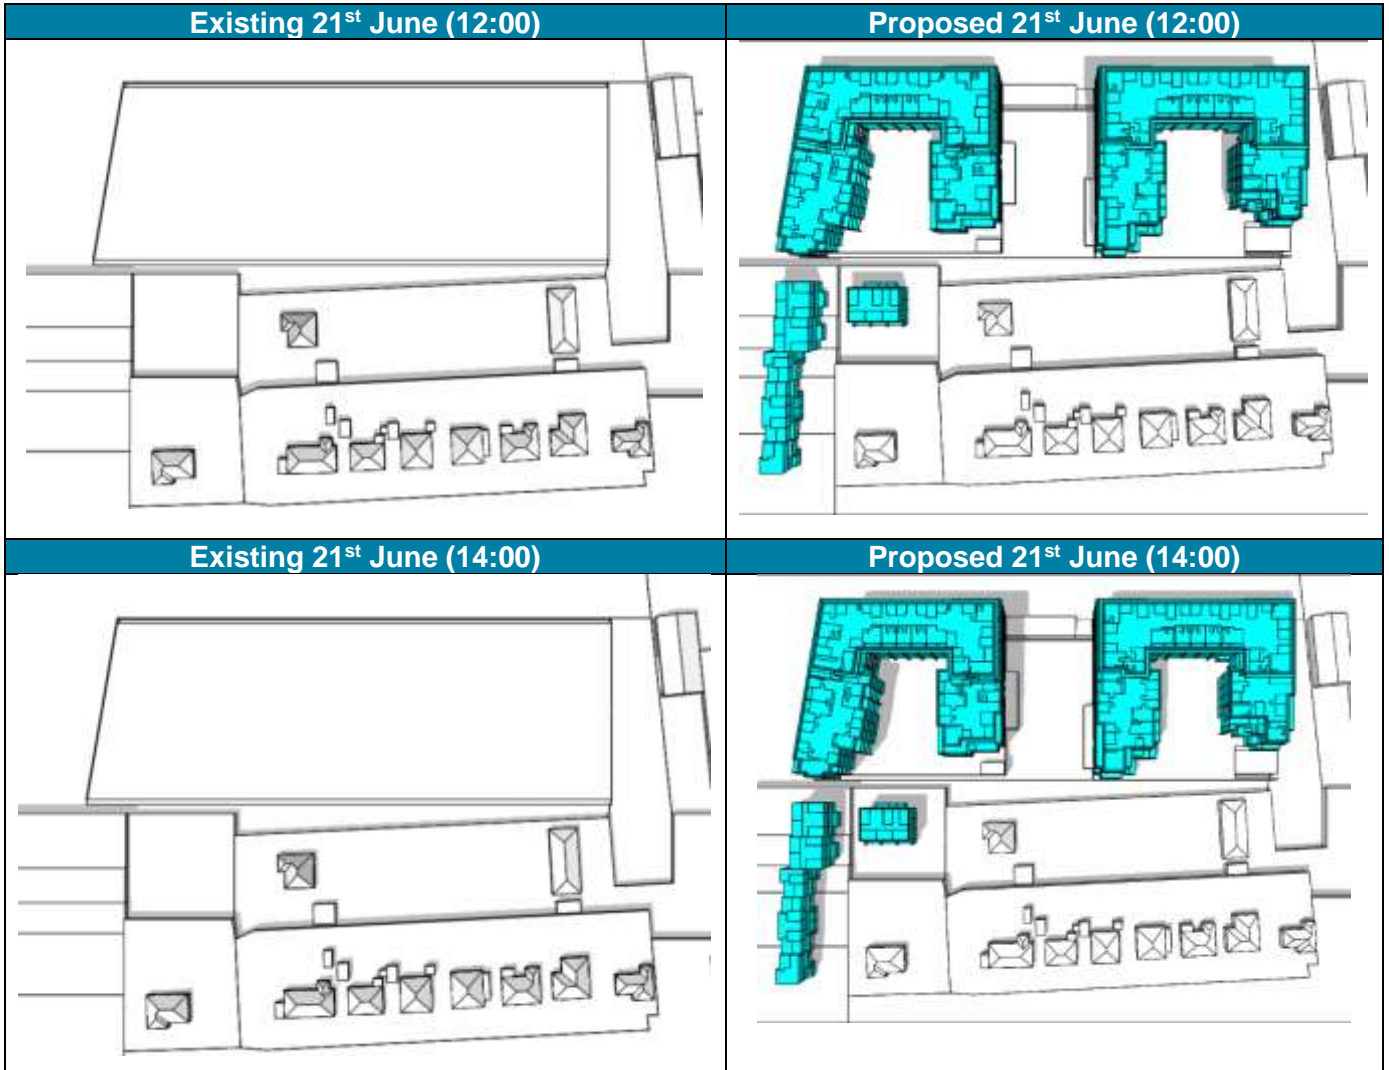 Existing 21st June (12:00)
Proposed 21st June (12:00)
Existing 21st June (14:00)
Proposed 21st June (14:00)